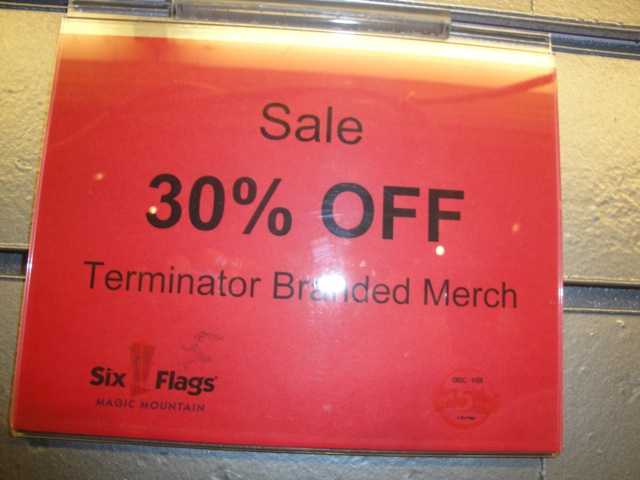 Sale
30% OFF
Terminator Branded Merch
Six Flags
MAGIC MOUNTAIN